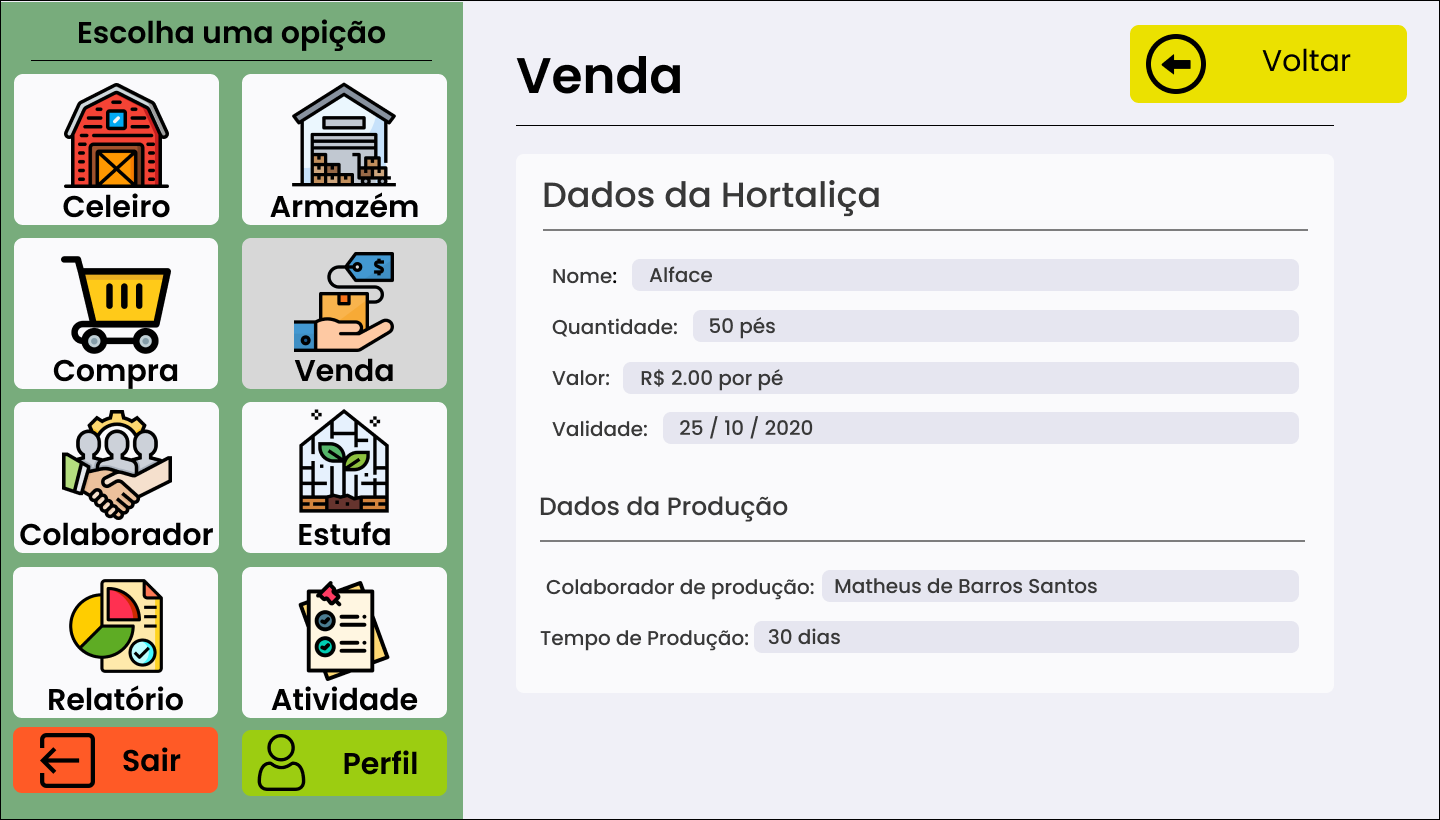 Escolha uma opição
Celeiro
Armazém
Compra
Venda
Colaborador
Estufa
Relatório
Atividade
Sair
Perfil
Venda
Voltar
Dados da Hortaliça
Nome: Alface
Quantidade: 50 pés
Valor: R$ 2.00 por pé
Validade: 25 / 10 / 2020
Dados da Produção
Colaborador de produção: Matheus de Barros Santos
Tempo de Produção: 30 dias